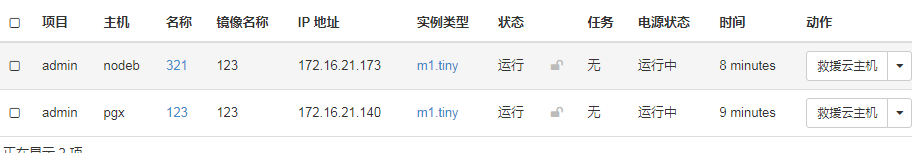 项目 主机 名称 镜像名称 IP 地址 实例类型 状态 任务 电源状态 时间 动作
admin nodeb 321 123 172.16.21.173 m1.tiny 运行 无 运行中 8 minutes 救援云主机
admin pgx 123 123 172.16.21.140 m1.tiny 运行 无 运行中 9 minutes 救援云主机
正在显示 2 项